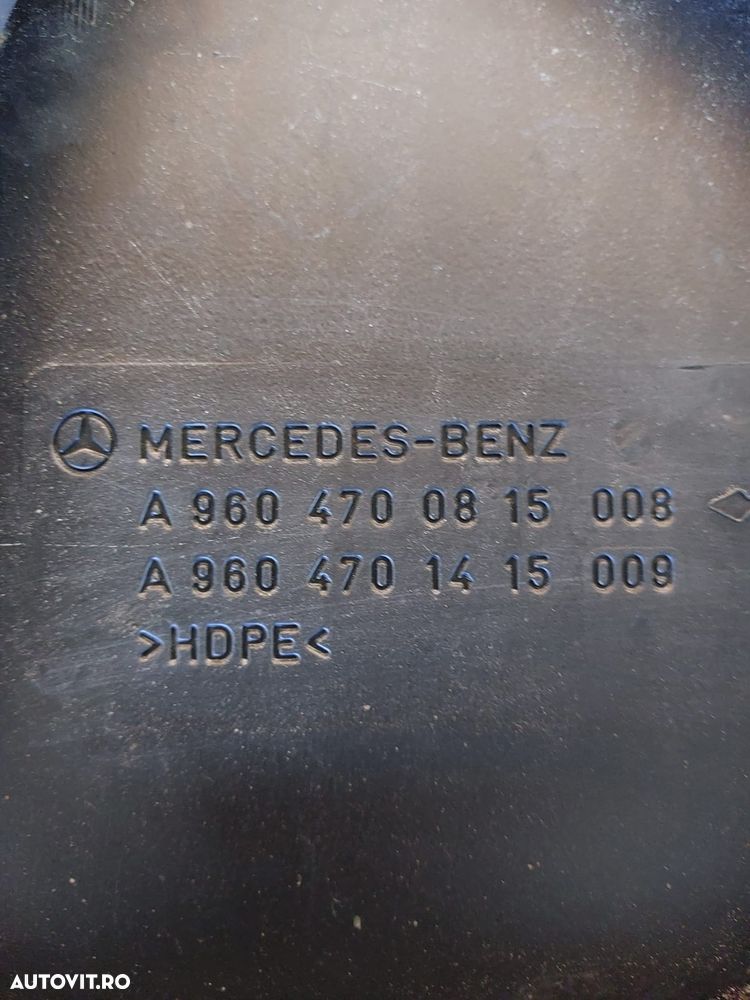 MERCEDES-BENZ
A 960 470 08 15 008
A 960 470 14 15 009
>HDPE<
AUTOVIT.RO